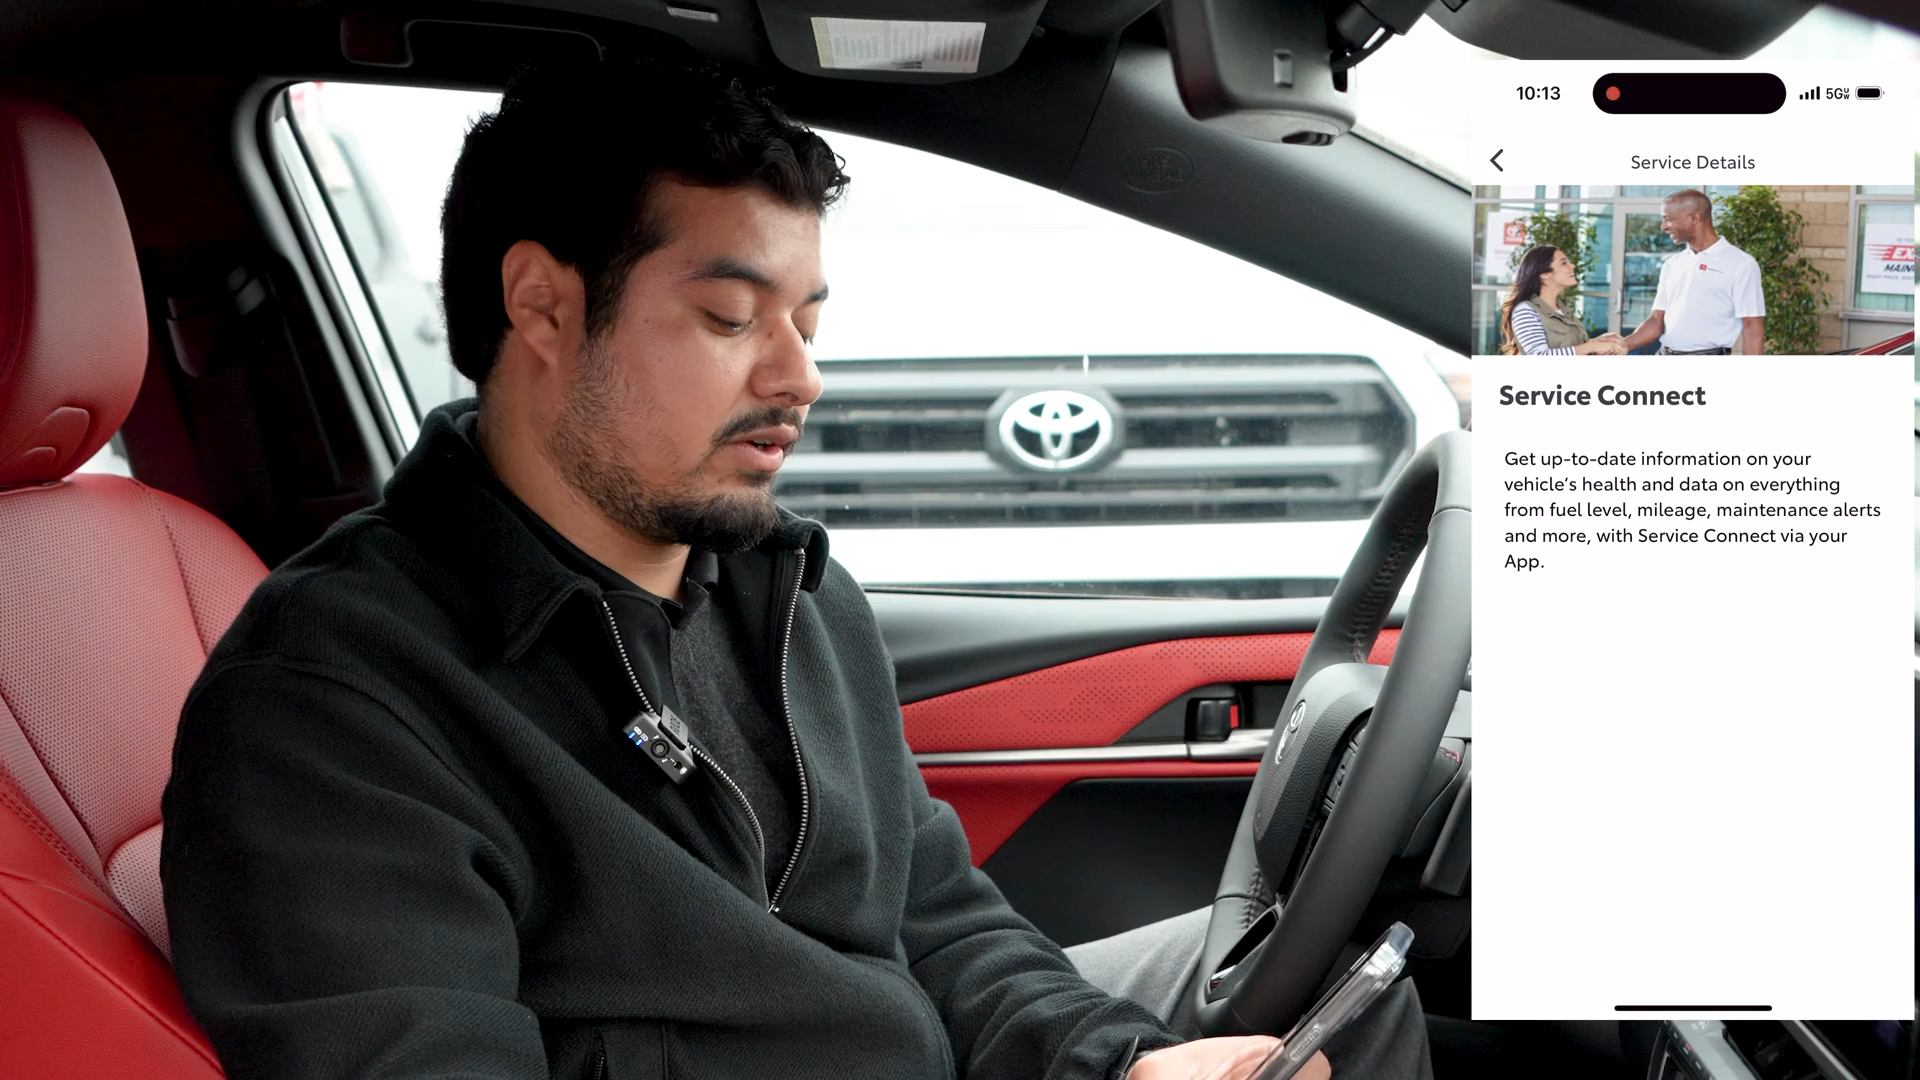 10:13
5G
Service Details
Service Connect
Get up-to-date information on your
vehicle's health and data on everything
from fuel level, mileage, maintenance alerts
and more, with Service Connect via your
App.